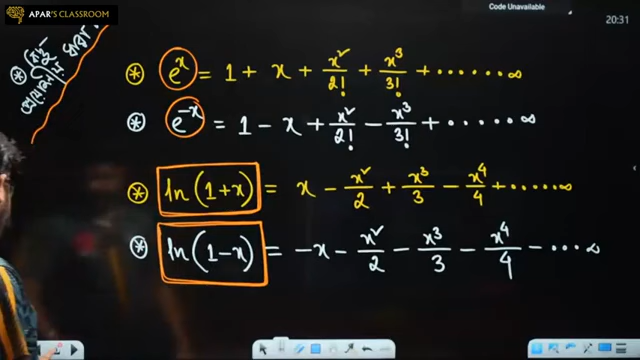 APAR'S CLASSROOM
Code Unavailable
20:31
* কিছু
ধারা
* e^x = 1 + x + x²/2! + x³/3! + ...... ∞
* e^-x = 1 - x + x²/2! - x³/3! + ...... ∞
* ln (1+x) = x - x²/2 + x³/3 - x⁴/4 + ...... ∞
* ln (1-x) = -x - x²/2 - x³/3 - x⁴/4 - ... ∞